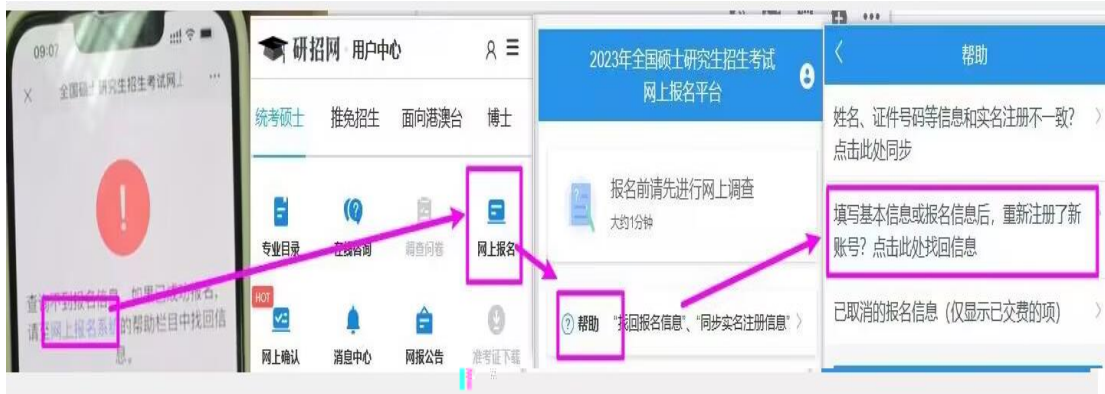 09:07
全国硕士研究生招生考试网上
查询不到报名信息，如果已成功报名，
请至网上报名系统的帮助栏目中找回信
息。
研招网 用户中心
统考硕士 推免招生 面向港澳台 博士
专业目录 在线咨询 调查问卷 网上报名
HOT
网上确认 消息中心 网报公告 准考证下载
2023年全国硕士研究生招生考试
网上报名平台
报名前请先进行网上调查
大约1分钟
帮助 “找回报名信息”、“同步实名注册信息”
帮助
姓名、证件号码等信息和实名注册不一致？
点击此处同步
填写基本信息或报名信息后，重新注册了新
账号？点击此处找回信息
已取消的报名信息（仅显示已交费的项）